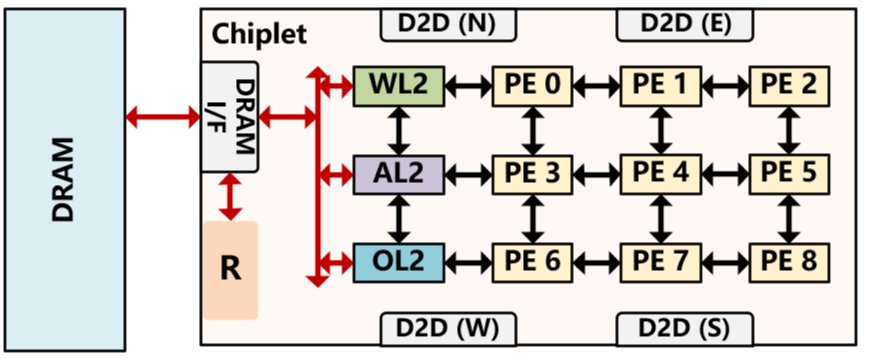 DRAM
Chiplet
D2D (N)
D2D (E)
DRAM
I/F
R
WL2
PE 0
PE 1
PE 2
AL2
PE 3
PE 4
PE 5
OL2
PE 6
PE 7
PE 8
D2D (W)
D2D (S)